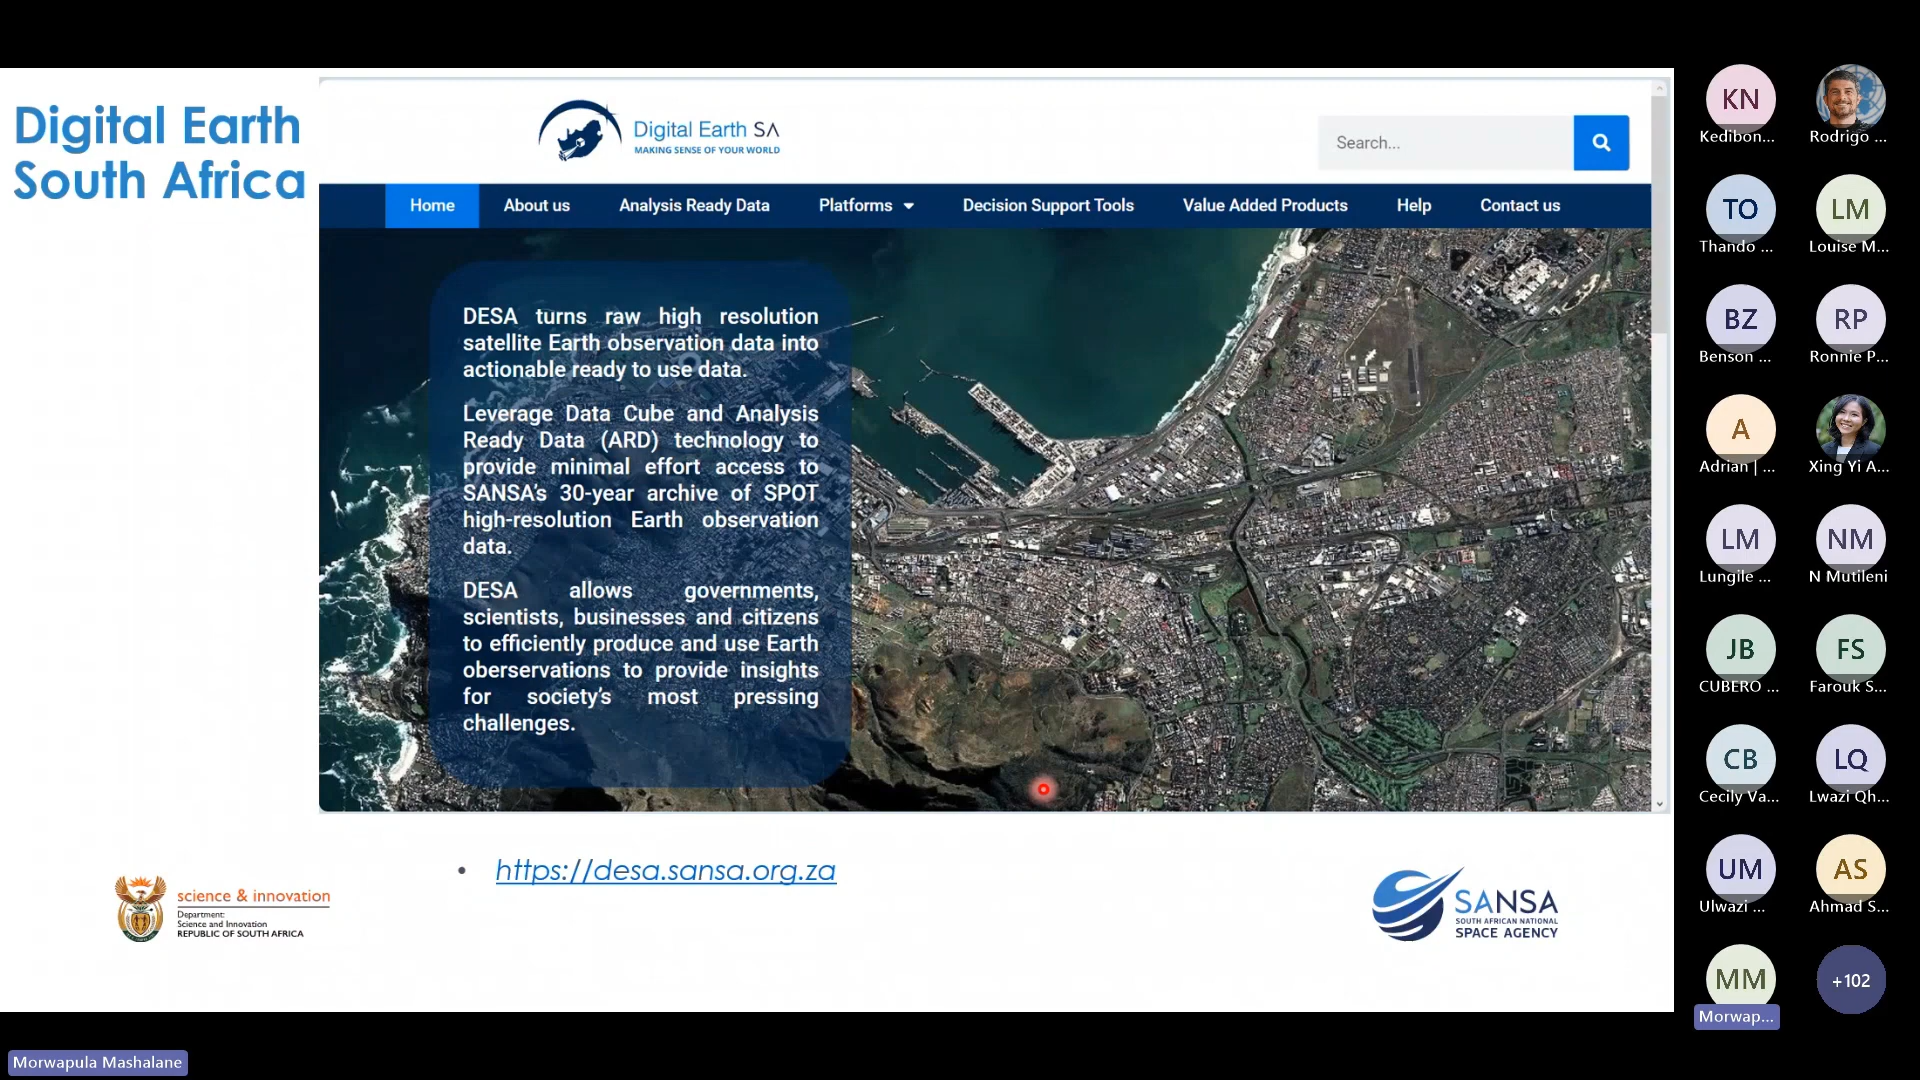 Digital Earth
South Africa
Digital Earth SA
MAKING SENSE OF YOUR WORLD
Search...
Home About us Analysis Ready Data Platforms Decision Support Tools Value Added Products Help Contact us
DESA turns raw high resolution
satellite Earth observation data into
actionable ready to use data.
Leverage Data Cube and Analysis
Ready Data (ARD) technology to
provide minimal effort access to
SANSA's 30-year archive of SPOT
high-resolution Earth observation
data.
DESA allows governments,
scientists, businesses and citizens
to efficiently produce and use Earth
oberservations to provide insights
for society's most pressing
challenges.
• https://desa.sansa.org.za
science & innovation
Department:
Science and Innovation
REPUBLIC OF SOUTH AFRICA
SANSA
SOUTH AFRICAN NATIONAL
SPACE AGENCY
KN
Kedibon...
Rodrigo ...
TO
Thando ...
LM
Louise M...
BZ
Benson ...
RP
Ronnie P...
A
Adrian | ...
Xing Yi A...
LM
Lungile ...
NM
N Mutileni
JB
CUBERO ...
FS
Farouk S...
CB
Cecily Va...
LQ
Lwazi Qh...
UM
Ulwazi ...
AS
Ahmad S...
MM
Morwap...
+102
Morwapula Mashalane